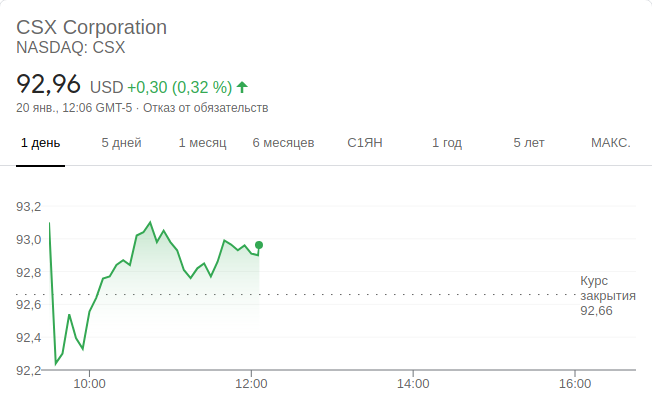 CSX Corporation
NASDAQ: CSX
92,96 USD +0,30 (0,32 %)
20 янв., 12:06 GMT-5 · Отказ от обязательств
1 день 5 дней 1 месяц 6 месяцев С1ЯН 1 год 5 лет МАКС.
93,2
93,0
92,8
92,6
92,4
92,2
Курс
закрытия
92,66
10:00 12:00 14:00 16:00